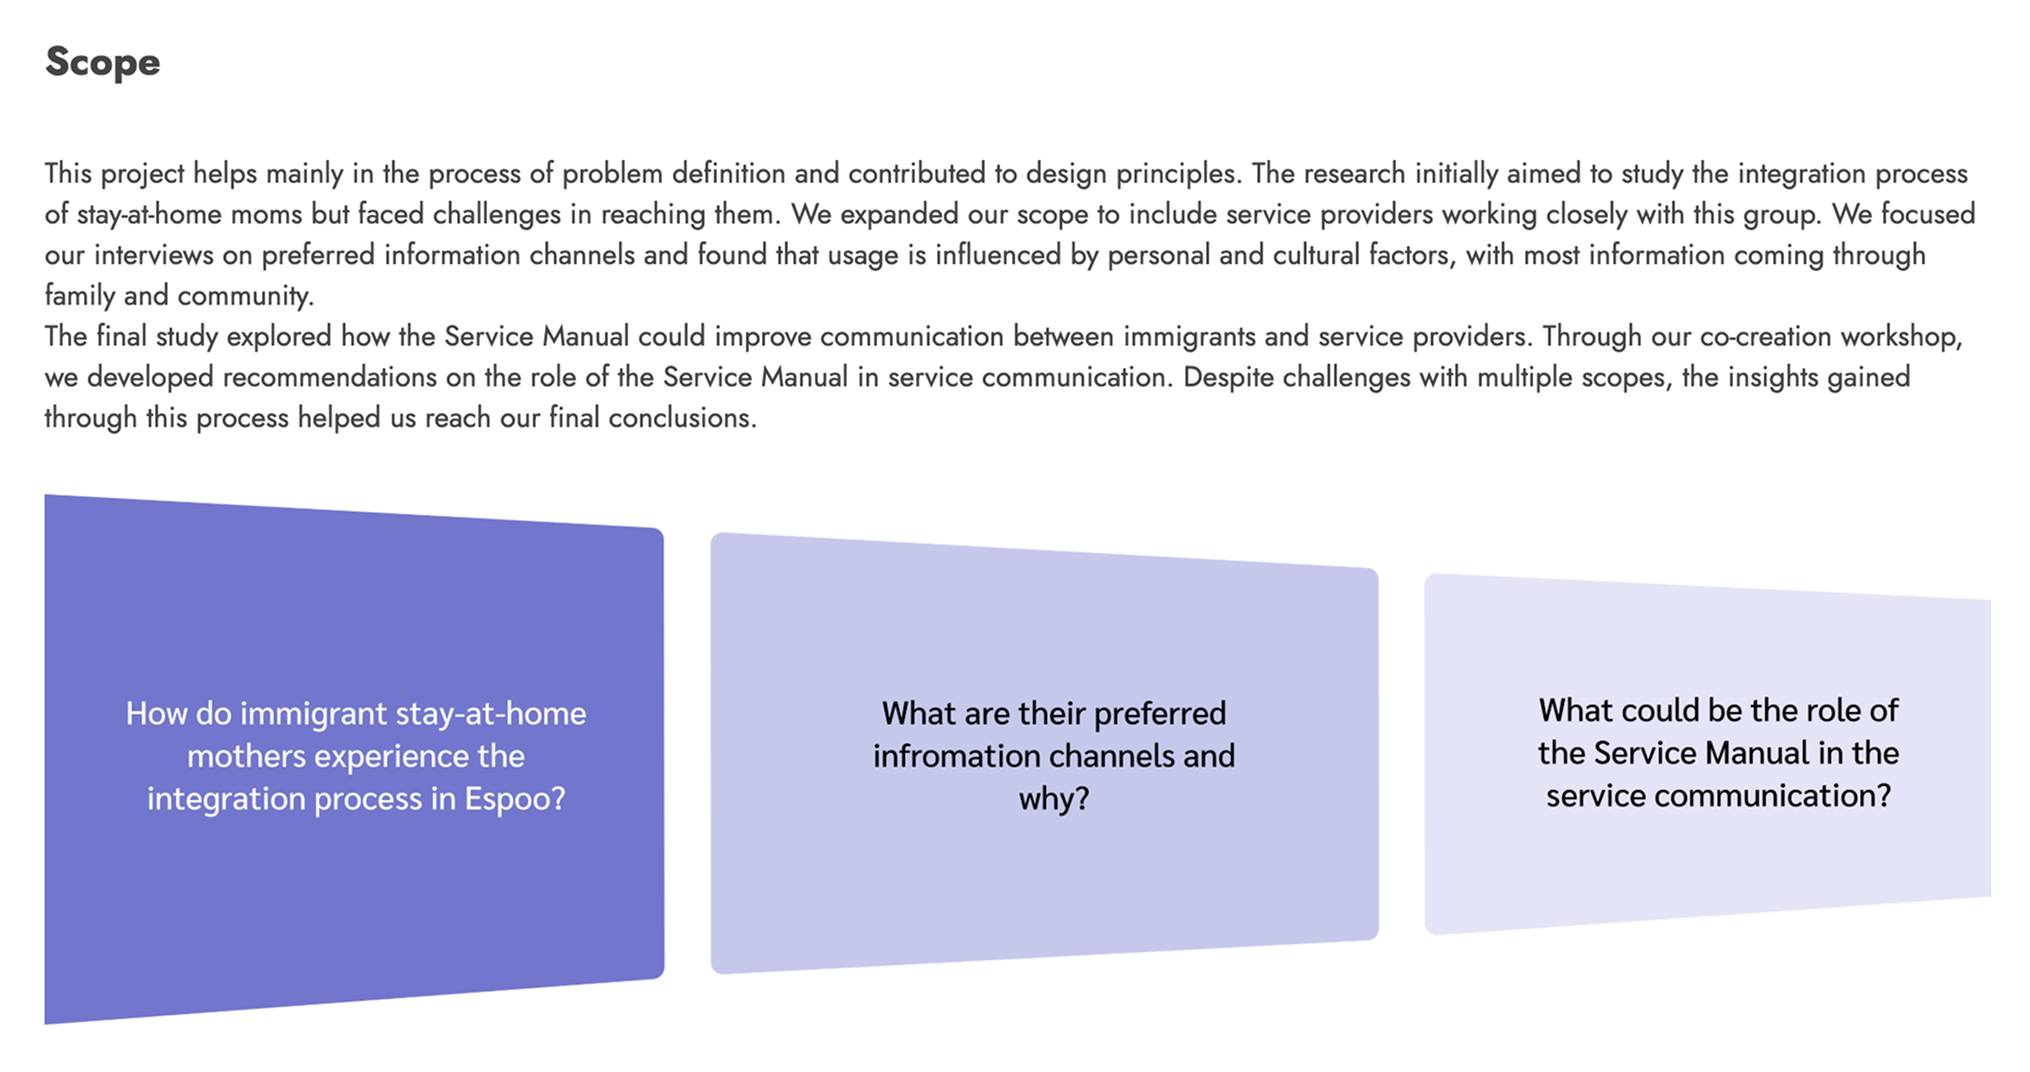 Scope
This project helps mainly in the process of problem definition and contributed to design principles. The research initially aimed to study the integration process
of stay-at-home moms but faced challenges in reaching them. We expanded our scope to include service providers working closely with this group. We focused
our interviews on preferred information channels and found that usage is influenced by personal and cultural factors, with most information coming through
family and community.
The final study explored how the Service Manual could improve communication between immigrants and service providers. Through our co-creation workshop,
we developed recommendations on the role of the Service Manual in service communication. Despite challenges with multiple scopes, the insights gained
through this process helped us reach our final conclusions.
How do immigrant stay-at-home
mothers experience the
integration process in Espoo?
What are their preferred
infromation channels and
why?
What could be the role of
the Service Manual in the
service communication?